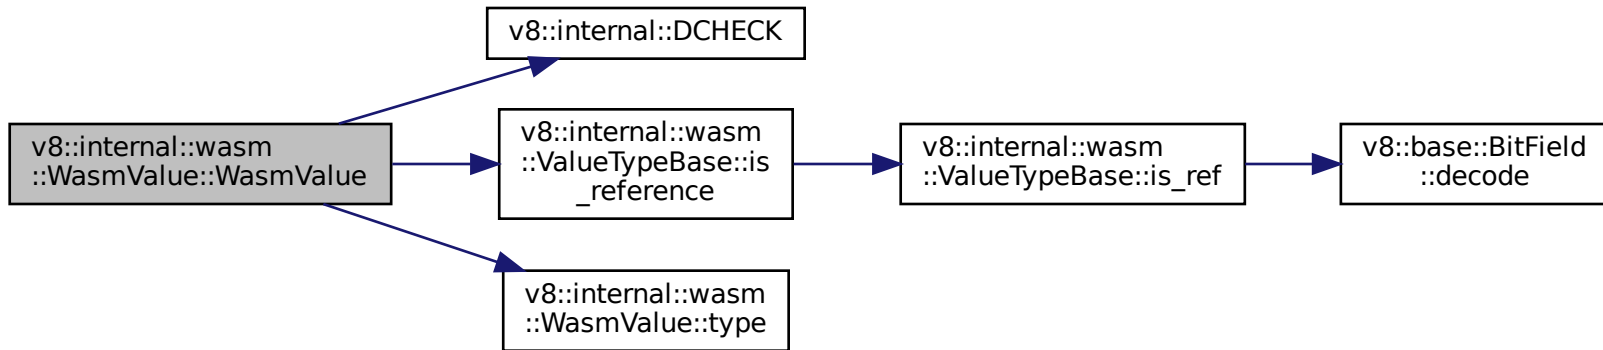 v8::internal::DCHECK
v8::internal::wasm
::WasmValue::WasmValue
v8::internal::wasm
::ValueTypeBase::is
_reference
v8::internal::wasm
::ValueTypeBase::is_ref
v8::base::BitField
::decode
v8::internal::wasm
::WasmValue::type